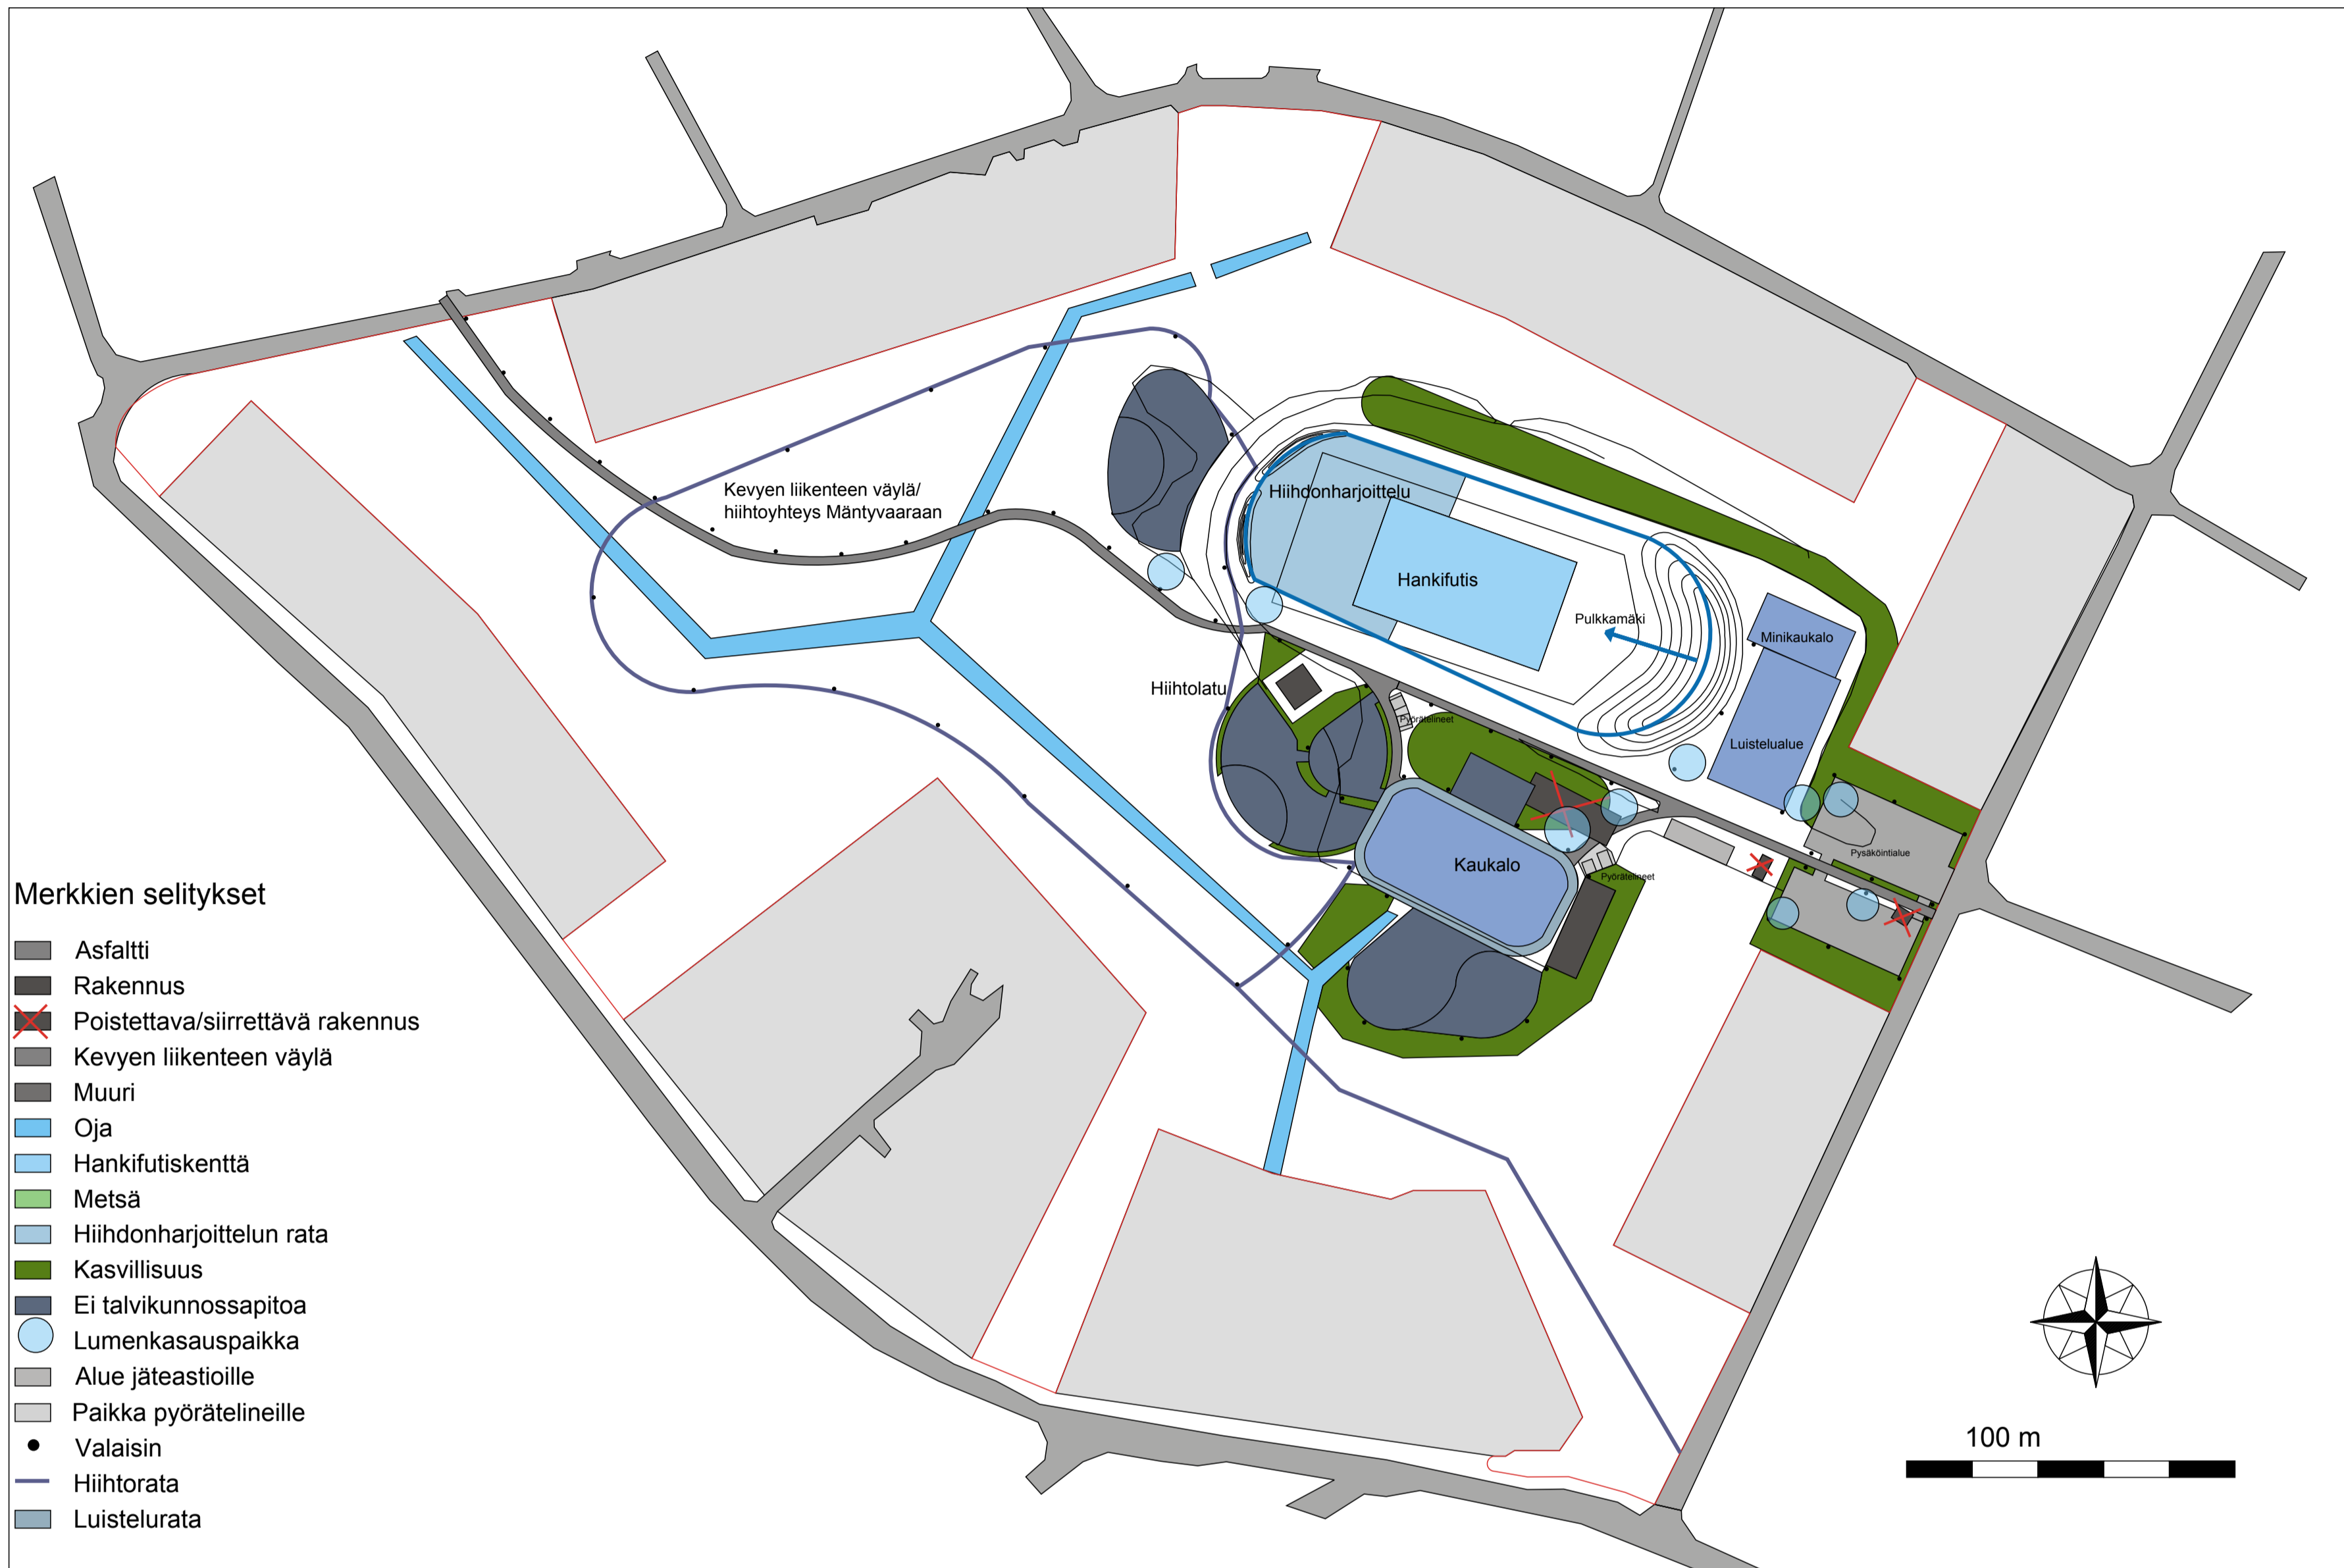 Kevyen liikenteen väylä/
hiihtoyhteys Mäntyvaaraan
Hiihdonharjoittelu
Hankifutis
Pulkkamäki
Minikaukalo
Hiihtolatu
Pyörätelineet
Luistelualue
Kaukalo
Pysäköintialue
Pyörätelineet
Merkkien selitykset
Asfaltti
Rakennus
Poistettava/siirrettävä rakennus
Kevyen liikenteen väylä
Muuri
Oja
Hankifutiskenttä
Metsä
Hiihdonharjoittelun rata
Kasvillisuus
Ei talvikunnossapitoa
Lumenkasauspaikka
Alue jäteastioille
Paikka pyörätelineille
Valaisin
Hiihtorata
Luistelurata
100 m